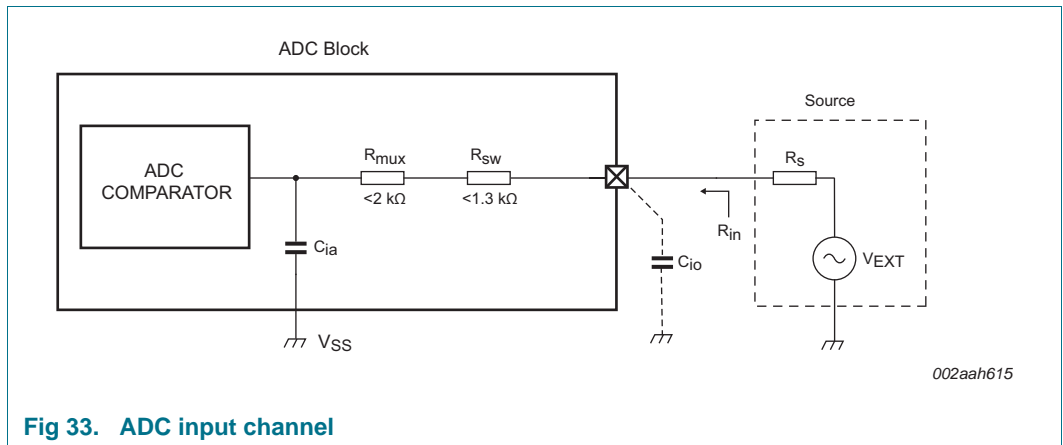 ADC Block
Source
ADC
COMPARATOR
Rmux
<2 kΩ
Rsw
<1.3 kΩ
Rs
Cia
Rin
Cio
VEXT
VSS
002aah615
Fig 33. ADC input channel